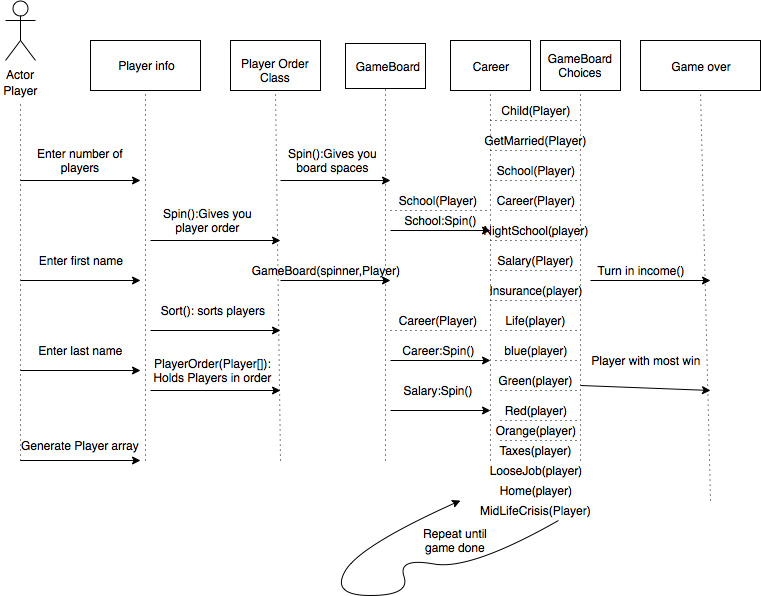 Actor
Player
Player info
Player Order
Class
GameBoard
Career
GameBoard
Choices
Game over
Enter number of
players
Enter first name
Enter last name
Generate Player array
Spin():Gives you
player order
Sort(): sorts players
PlayerOrder(Player[]):
Holds Players in order
Spin():Gives you
board spaces
GameBoard(spinner,Player)
School(Player)
School:Spin()
Career(Player)
Career:Spin()
Salary:Spin()
Child(Player)
GetMarried(Player)
School(Player)
Career(Player)
NightSchool(player)
Salary(Player)
Insurance(player)
Life(player)
blue(player)
Green(player)
Red(player)
Orange(player)
Taxes(player)
LooseJob(player)
Home(player)
MidLifeCrisis(Player)
Turn in income()
Player with most win
Repeat until
game done